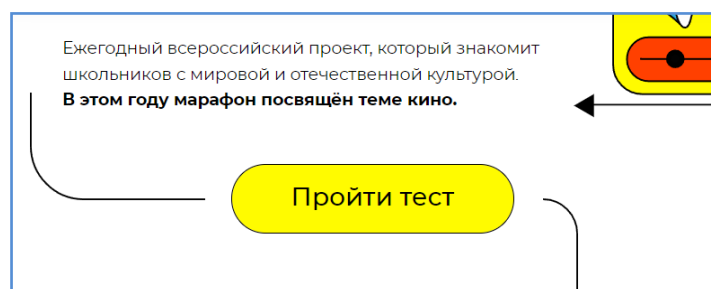 Ежегодный всероссийский проект, который знакомит
школьников с мировой и отечественной культурой.
В этом году марафон посвящён теме кино.
Пройти тест